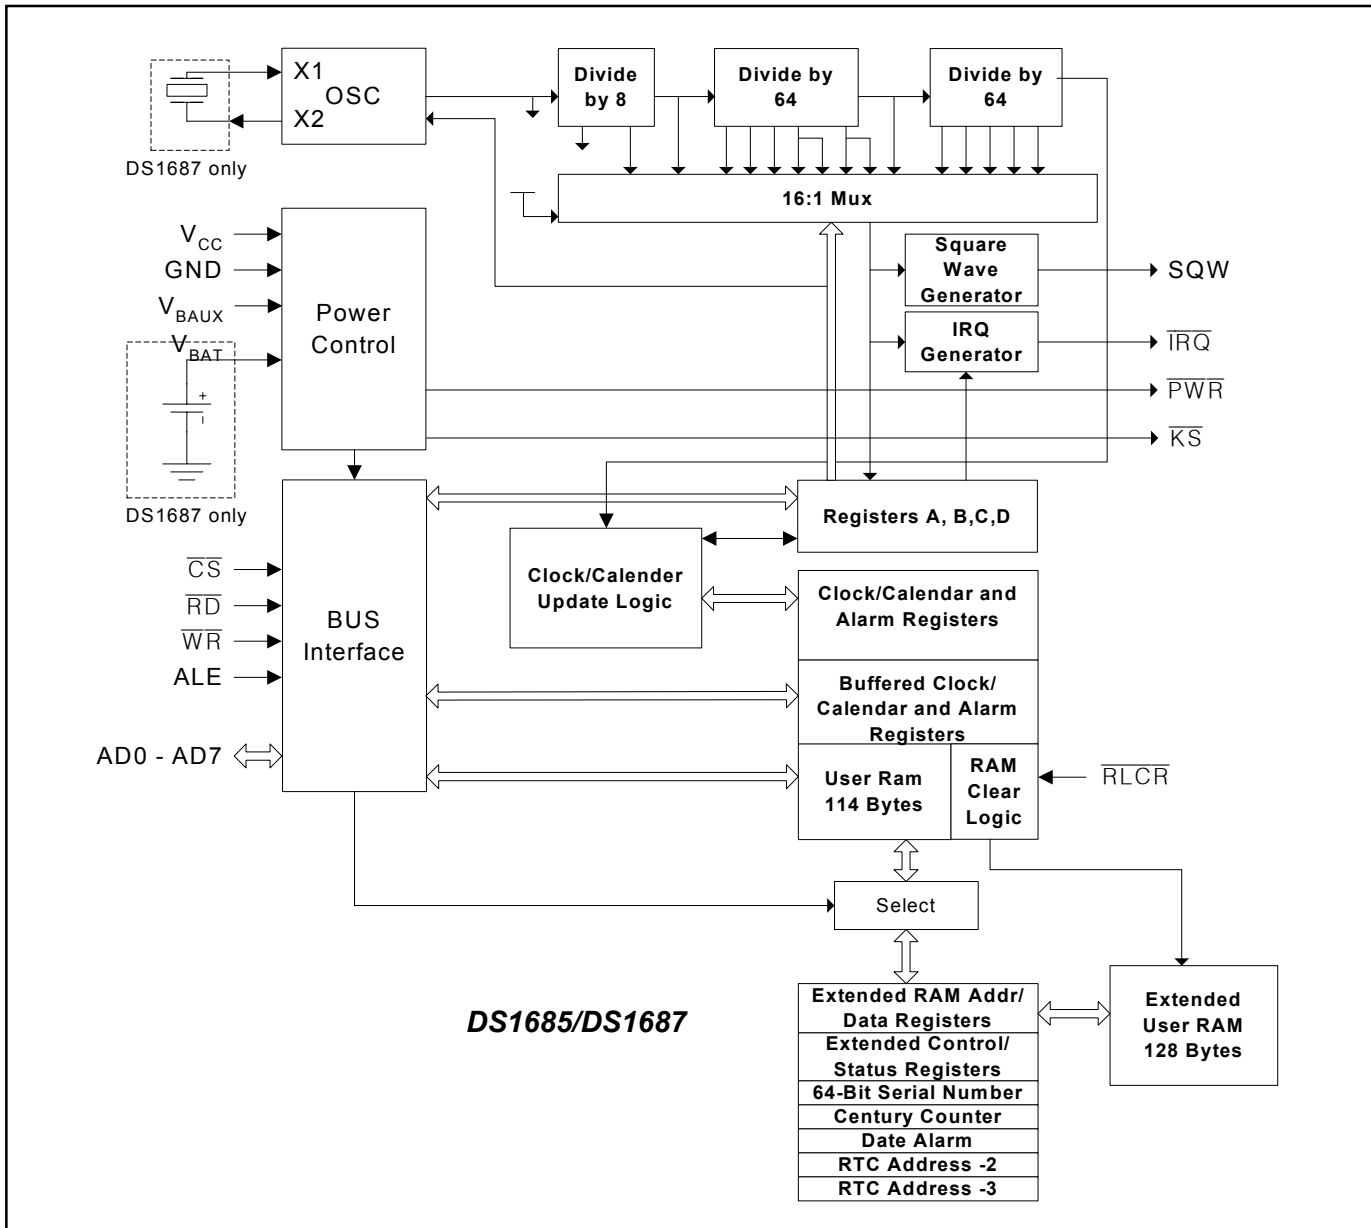 X1
OSC
X2
DS1687 only
Divide
by 8
Divide by
64
Divide by
64
16:1 Mux
V_CC
GND
V_BAUX
V_BAT
+
DS1687 only
Power
Control
Square
Wave
Generator
IRQ
Generator
SQW
IRQ
PWR
KS
CS
RD
WR
ALE
AD0 - AD7
BUS
Interface
Clock/Calender
Update Logic
Registers A, B,C,D
Clock/Calendar and
Alarm Registers
Buffered Clock/
Calendar and Alarm
Registers
User Ram
114 Bytes
RAM
Clear
Logic
RLCR
Select
DS1685/DS1687
Extended RAM Addr/
Data Registers
Extended Control/
Status Registers
64-Bit Serial Number
Century Counter
Date Alarm
RTC Address -2
RTC Address -3
Extended
User RAM
128 Bytes